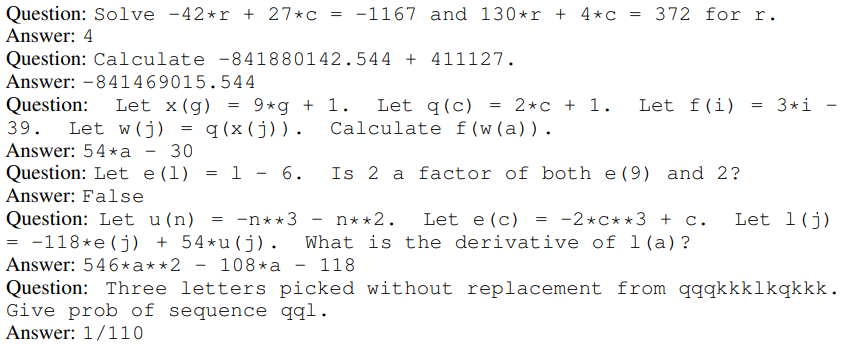 Question: Solve -42*r + 27*c = -1167 and 130*r + 4*c = 372 for r.
Answer: 4
Question: Calculate -841880142.544 + 411127.
Answer: -841469015.544
Question: Let x(g) = 9*g + 1. Let q(c) = 2*c + 1. Let f(i) = 3*i -
39. Let w(j) = q(x(j)). Calculate f(w(a)).
Answer: 54*a - 30
Question: Let e(l) = l - 6. Is 2 a factor of both e(9) and 2?
Answer: False
Question: Let u(n) = -n**3 - n**2. Let e(c) = -2*c**3 + c. Let l(j)
= -118*e(j) + 54*u(j). What is the derivative of l(a)?
Answer: 546*a**2 - 108*a - 118
Question: Three letters picked without replacement from qqqkkklkqkkk.
Give prob of sequence qql.
Answer: 1/110